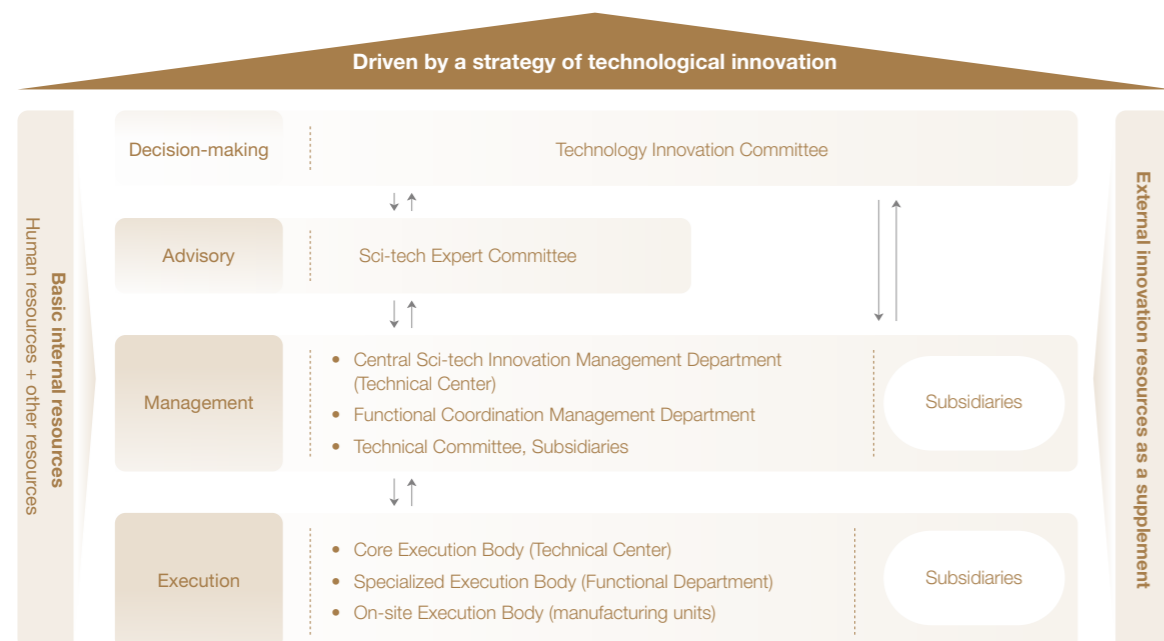 Driven by a strategy of technological innovation
Basic internal resources
Human resources + other resources
Decision-making
Technology Innovation Committee
Advisory
Sci-tech Expert Committee
Management
• Central Sci-tech Innovation Management Department
(Technical Center)
• Functional Coordination Management Department
• Technical Committee, Subsidiaries
Subsidiaries
Execution
• Core Execution Body (Technical Center)
• Specialized Execution Body (Functional Department)
• On-site Execution Body (manufacturing units)
Subsidiaries
External innovation resources as a supplement